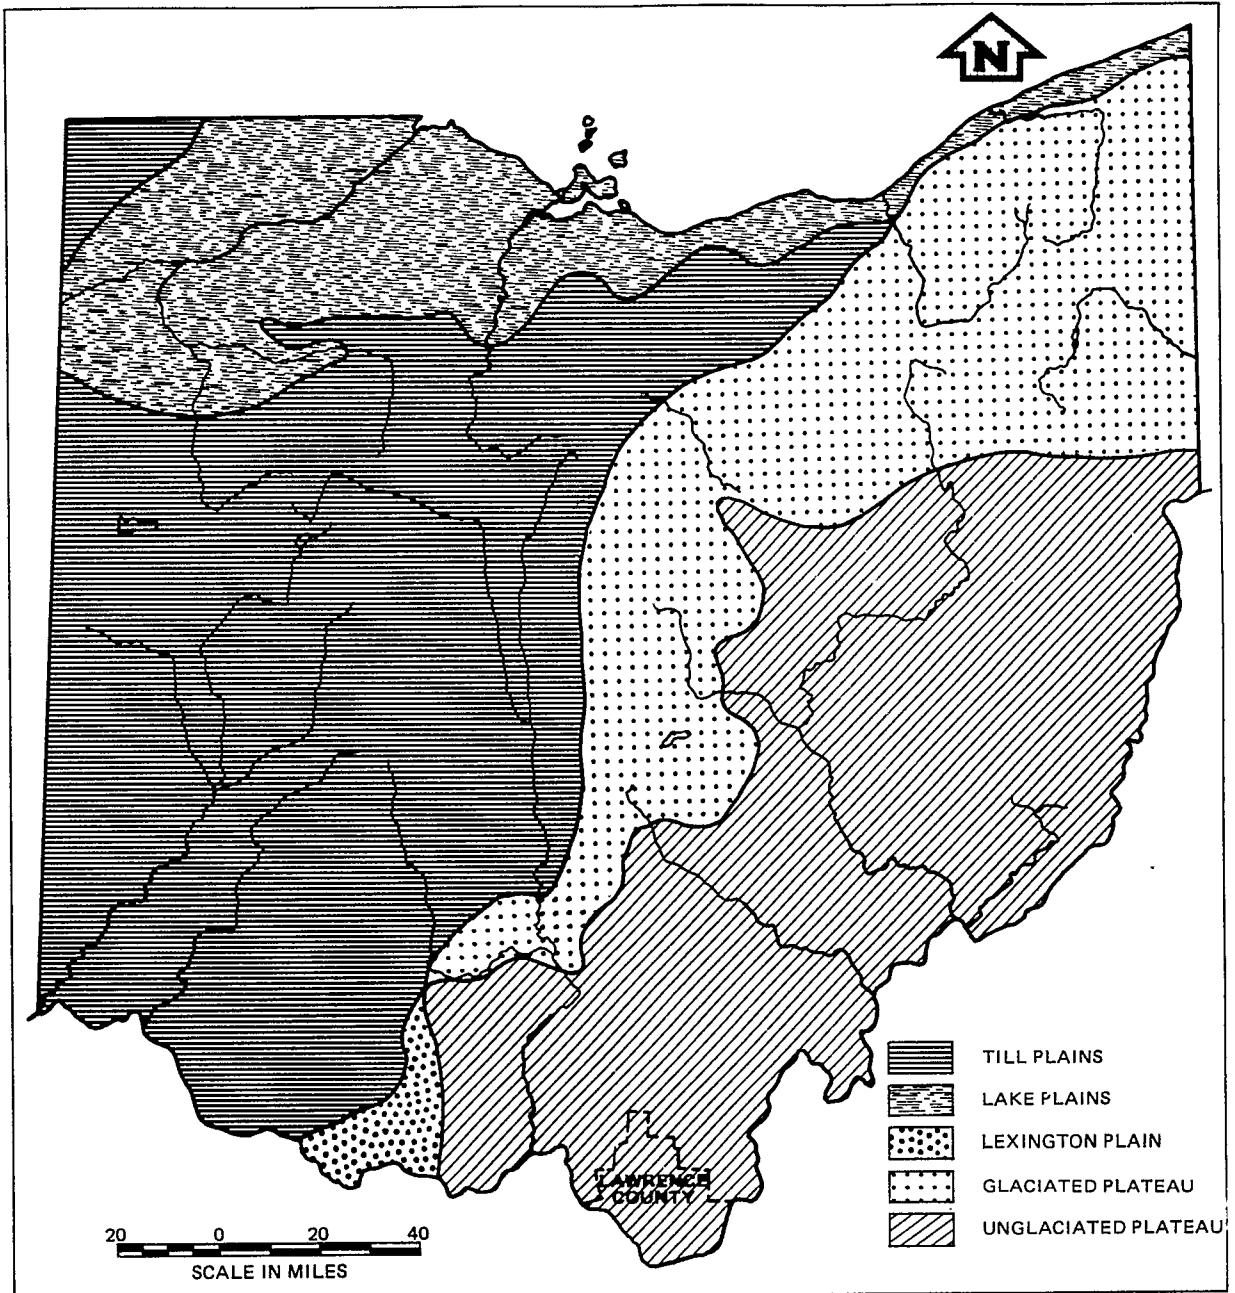 N
LAWRENCE
COUNTY
TILL PLAINS
LAKE PLAINS
LEXINGTON PLAIN
GLACIATED PLATEAU
UNGLACIATED PLATEAU
20 0 20 40
SCALE IN MILES